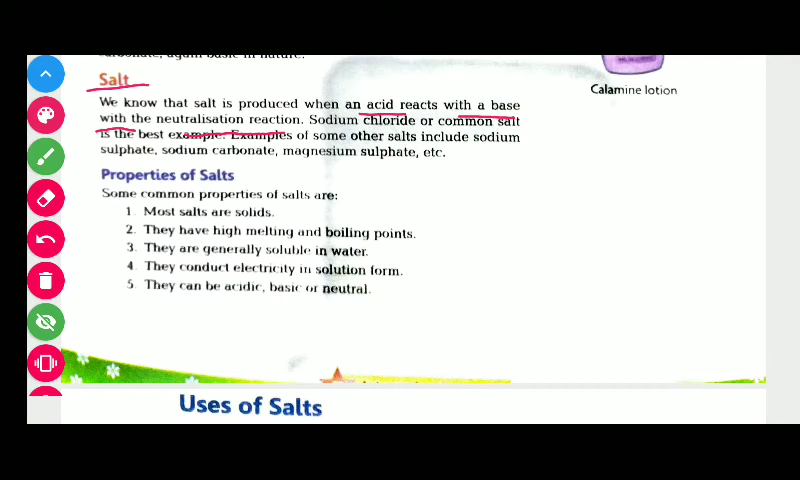 Salt
We know that salt is produced when an acid reacts with a base
with the neutralisation reaction. Sodium chloride or common salt
is the best example. Examples of some other salts include sodium
sulphate, sodium carbonate, magnesium sulphate, etc.
Properties of Salts
Some common properties of salts are:
1. Most salts are solids.
2. They have high melting and boiling points.
3. They are generally soluble in water.
4. They conduct electricity in solution form.
5. They can be acidic, basic or neutral.
Calamine lotion
Uses of Salts